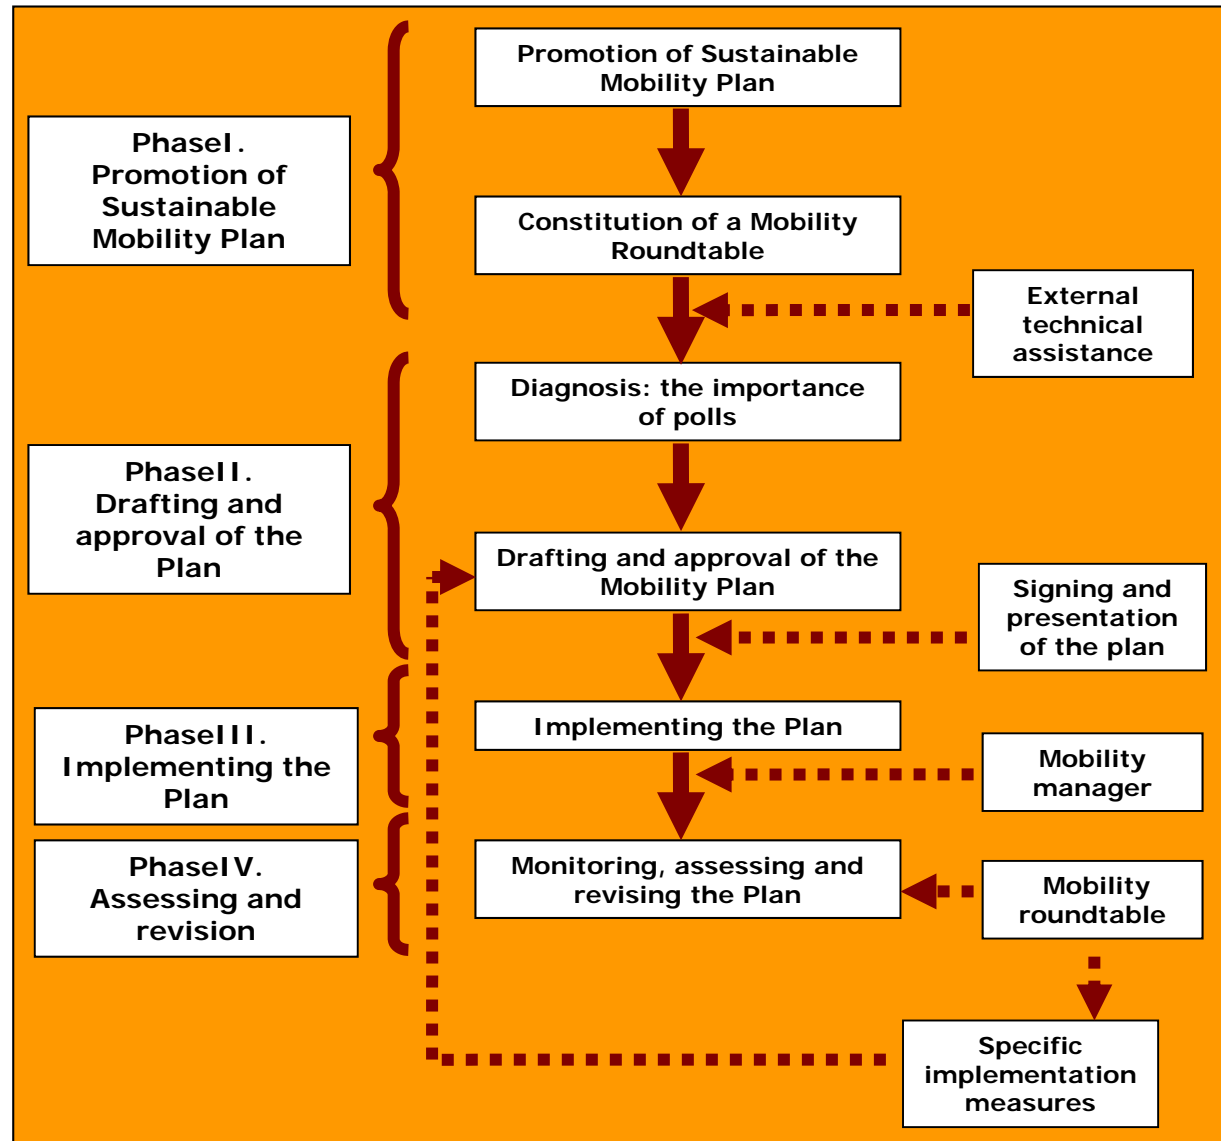 Promotion of Sustainable
Mobility Plan
PhaseI.
Promotion of
Sustainable
Mobility Plan
Constitution of a Mobility
Roundtable
External
technical
assistance
Diagnosis: the importance
of polls
PhaseII.
Drafting and
approval of the
Plan
Drafting and approval of the
Mobility Plan
Signing and
presentation
of the plan
PhaseIII.
Implementing the
Plan
Implementing the Plan
Mobility
manager
PhaseIV.
Assessing and
revision
Monitoring, assessing and
revising the Plan
Mobility
roundtable
Specific
implementation
measures